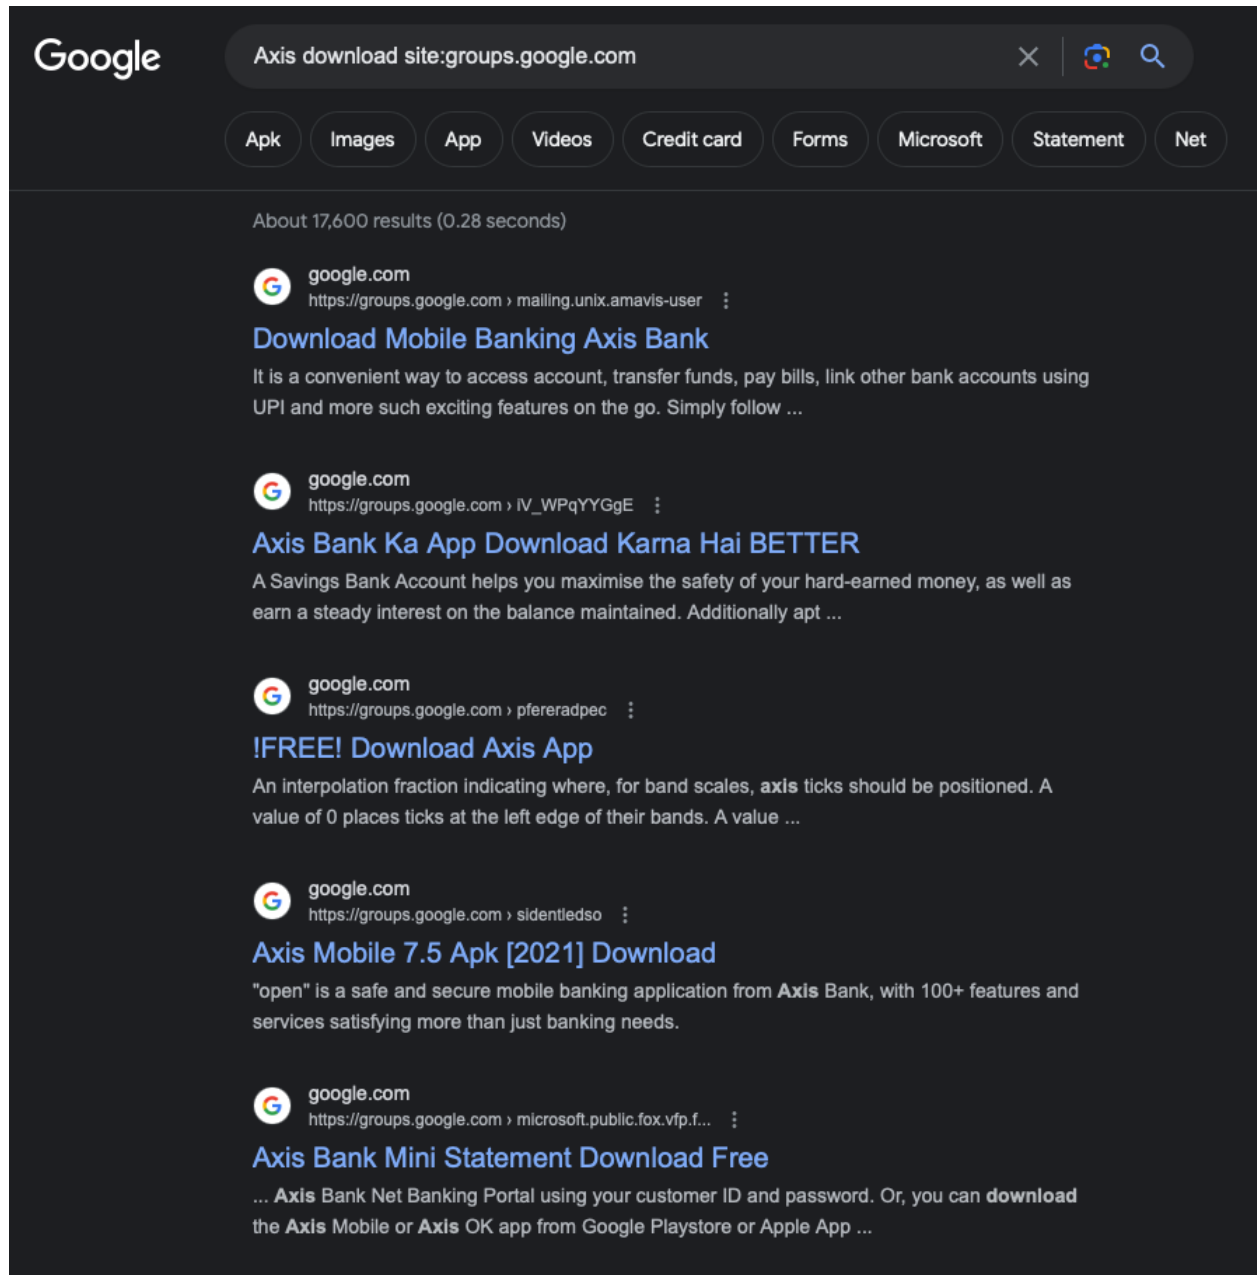 Google
Axis download site:groups.google.com
Apk Images App Videos Credit card Forms Microsoft Statement Net
About 17,600 results (0.28 seconds)
google.com
https://groups.google.com › mailing.unix.amavis-user
Download Mobile Banking Axis Bank
It is a convenient way to access account, transfer funds, pay bills, link other bank accounts using
UPI and more such exciting features on the go. Simply follow ...
google.com
https://groups.google.com › iV_WPqYYGgE
Axis Bank Ka App Download Karna Hai BETTER
A Savings Bank Account helps you maximise the safety of your hard-earned money, as well as
earn a steady interest on the balance maintained. Additionally apt ...
google.com
https://groups.google.com › pfereradpec
!FREE! Download Axis App
An interpolation fraction indicating where, for band scales, axis ticks should be positioned. A
value of 0 places ticks at the left edge of their bands. A value ...
google.com
https://groups.google.com › sidentledso
Axis Mobile 7.5 Apk [2021] Download
"open" is a safe and secure mobile banking application from Axis Bank, with 100+ features and
services satisfying more than just banking needs.
google.com
https://groups.google.com › microsoft.public.fox.vfp.f...
Axis Bank Mini Statement Download Free
... Axis Bank Net Banking Portal using your customer ID and password. Or, you can download
the Axis Mobile or Axis OK app from Google Playstore or Apple App ...